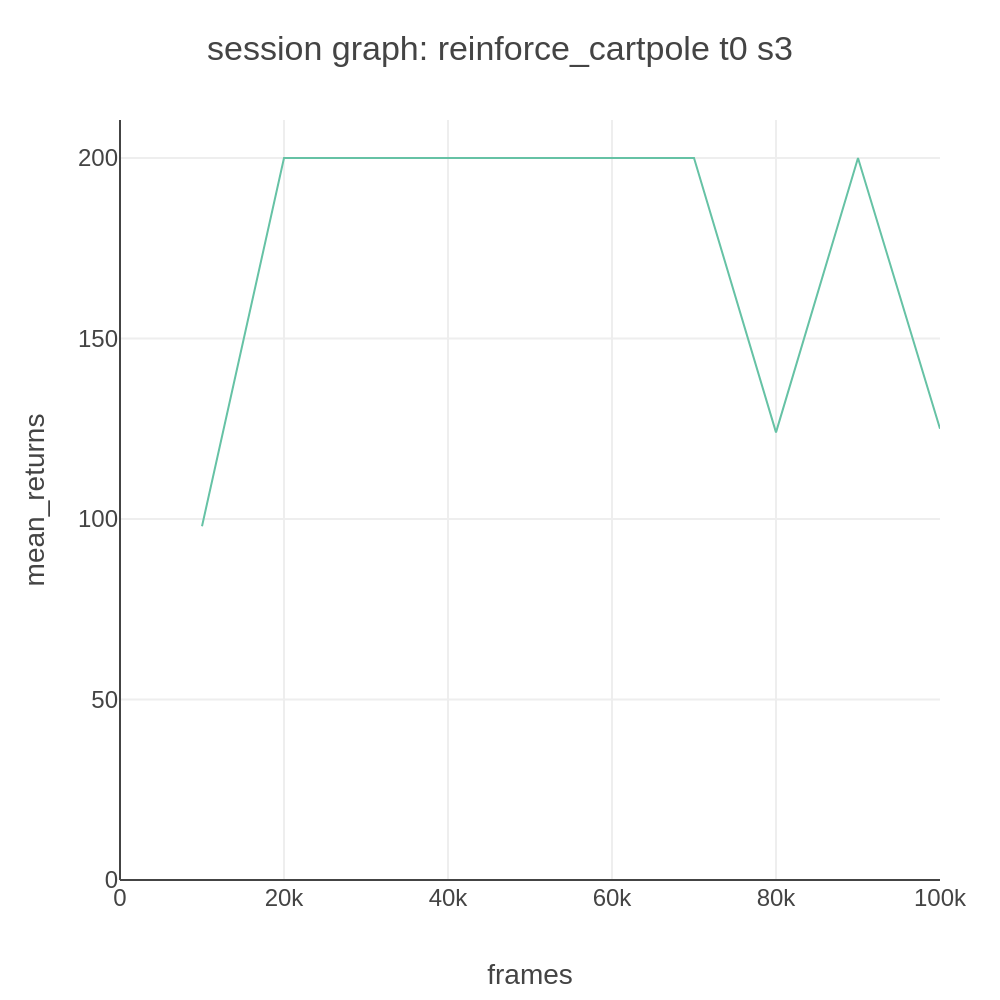 session graph: reinforce_cartpole t0 s3
mean_returns
200
150
100
50
0
0
20k
40k
60k
80k
100k
frames